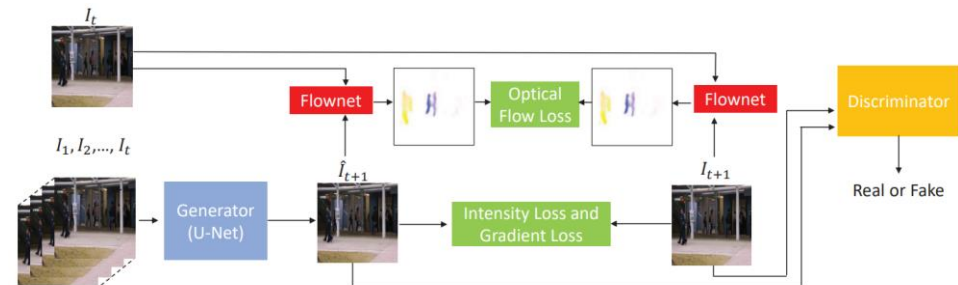 I_t
Flownet
Optical
Flow Loss
Flownet
Discriminator
I_1, I_2,..., I_t
Î_{t+1}
I_{t+1}
Real or Fake
Generator
(U-Net)
Intensity Loss and
Gradient Loss